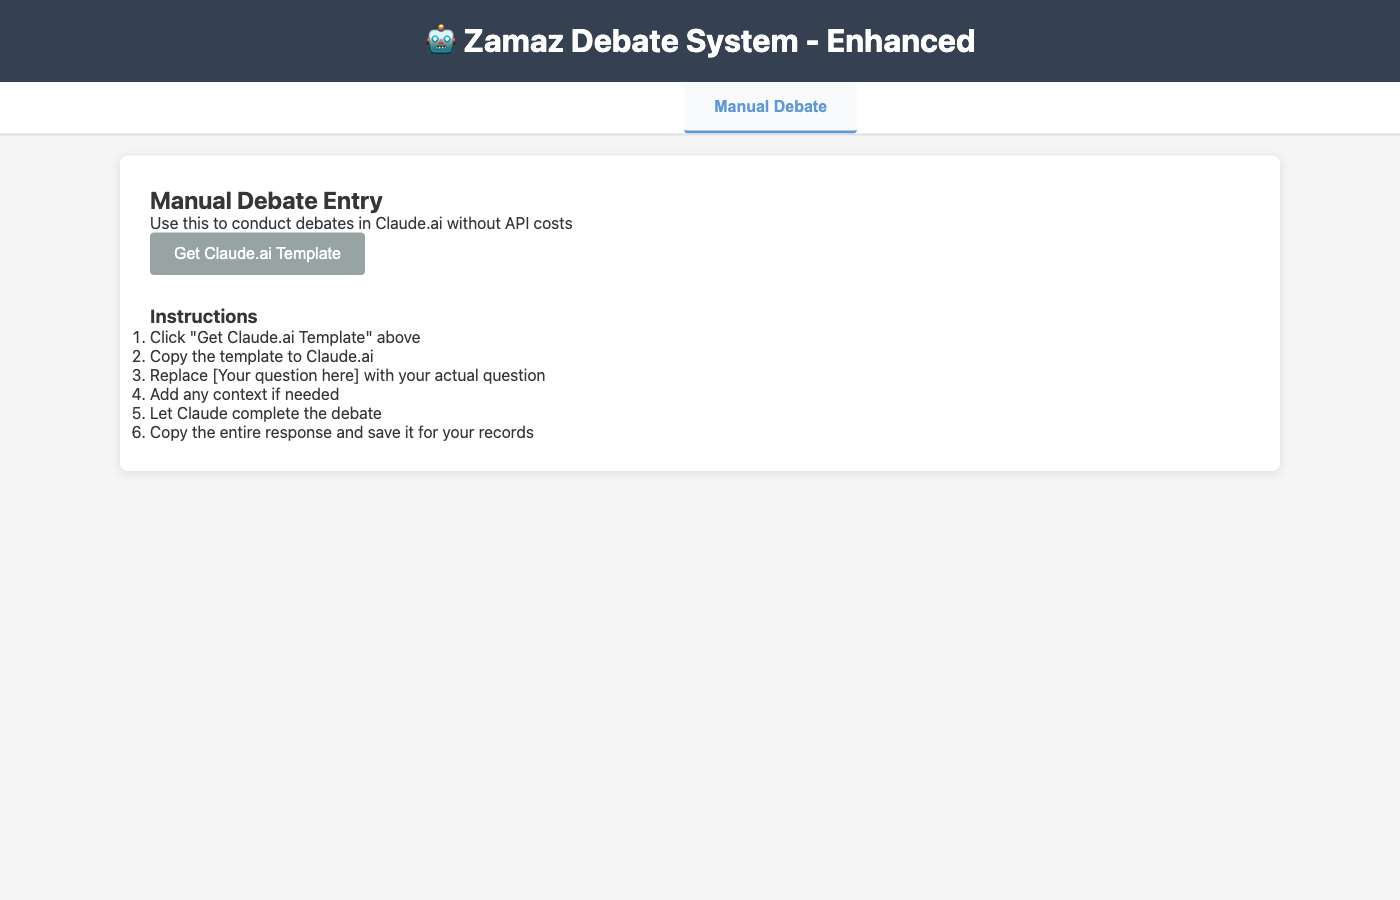 🤖 Zamaz Debate System - Enhanced
Manual Debate
Manual Debate Entry
Use this to conduct debates in Claude.ai without API costs
Get Claude.ai Template
Instructions
1. Click "Get Claude.ai Template" above
2. Copy the template to Claude.ai
3. Replace [Your question here] with your actual question
4. Add any context if needed
5. Let Claude complete the debate
6. Copy the entire response and save it for your records